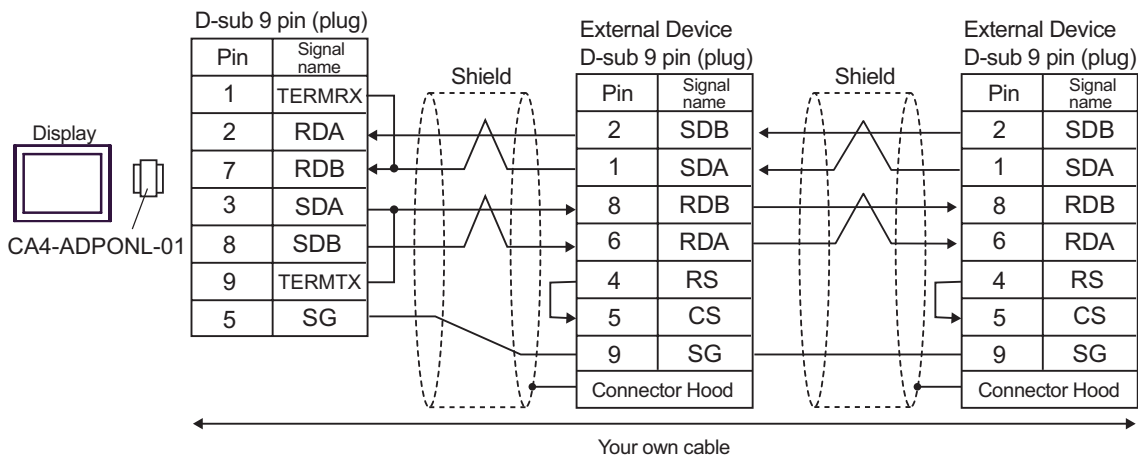 D-sub 9 pin (plug)
Pin Signal name
1 TERMRX
2 RDA
7 RDB
3 SDA
8 SDB
9 TERMTX
5 SG
Display
CA4-ADPONL-01
Shield
External Device
D-sub 9 pin (plug)
Pin Signal name
2 SDB
1 SDA
8 RDB
6 RDA
4 RS
5 CS
9 SG
Connector Hood
Shield
External Device
D-sub 9 pin (plug)
Pin Signal name
2 SDB
1 SDA
8 RDB
6 RDA
4 RS
5 CS
9 SG
Connector Hood
Your own cable